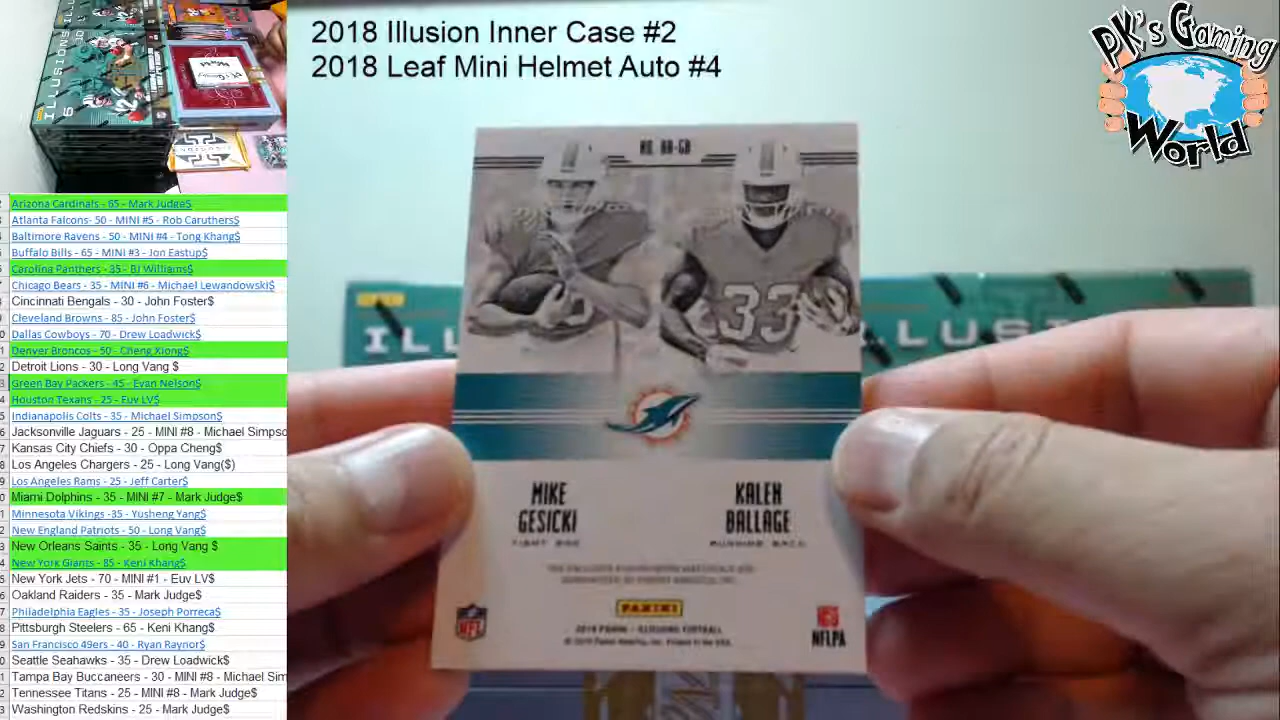 2018 Illusion Inner Case #2
2018 Leaf Mini Helmet Auto #4
PK's Gaming
World
ILLUSIONS
Arizona Cardinals - 65 - Mark Judge$
Atlanta Falcons- 50 - MINI #5 - Rob Caruthers$
Baltimore Ravens - 50 - MINI #4 - Tong Khang$
Buffalo Bills - 65 - MINI #3 - Jon Eastup$
Carolina Panthers - 35 - BJ Williams$
Chicago Bears - 35 - MINI #6 - Michael Lewandowski$
Cincinnati Bengals - 30 - John Foster$
Cleveland Browns - 85 - John Foster$
Dallas Cowboys - 70 - Drew Loadwick$
Denver Broncos - 50 - Cheng Xiong$
Detroit Lions - 30 - Long Vang $
Green Bay Packers - 45 - Evan Nelson$
Houston Texans - 25 - Euv LV$
Indianapolis Colts - 35 - Michael Simpson$
Jacksonville Jaguars - 25 - MINI #8 - Michael Simpso
Kansas City Chiefs - 30 - Oppa Cheng$
Los Angeles Chargers - 25 - Long Vang($)
Los Angeles Rams - 25 - Jeff Carter$
Miami Dolphins - 35 - MINI #7 - Mark Judge$
Minnesota Vikings -35 - Yusheng Yang$
New England Patriots - 50 - Long Vang$
New Orleans Saints - 35 - Long Vang $
New York Giants - 85 - Keni Khang$
New York Jets - 70 - MINI #1 - Euv LV$
Oakland Raiders - 35 - Mark Judge$
Philadelphia Eagles - 35 - Joseph Porreca$
Pittsburgh Steelers - 65 - Keni Khang$
San Francisco 49ers - 40 - Ryan Raynor$
Seattle Seahawks - 35 - Drew Loadwick$
Tampa Bay Buccaneers - 30 - MINI #8 - Michael Sim
Tennessee Titans - 25 - MINI #8 - Mark Judge$
Washington Redskins - 25 - Mark Judge$
33
MIKE GESICKI
TIGHT END
KALEN BALLAGE
RUNNING BACK
PANINI
NFL
NFLPA